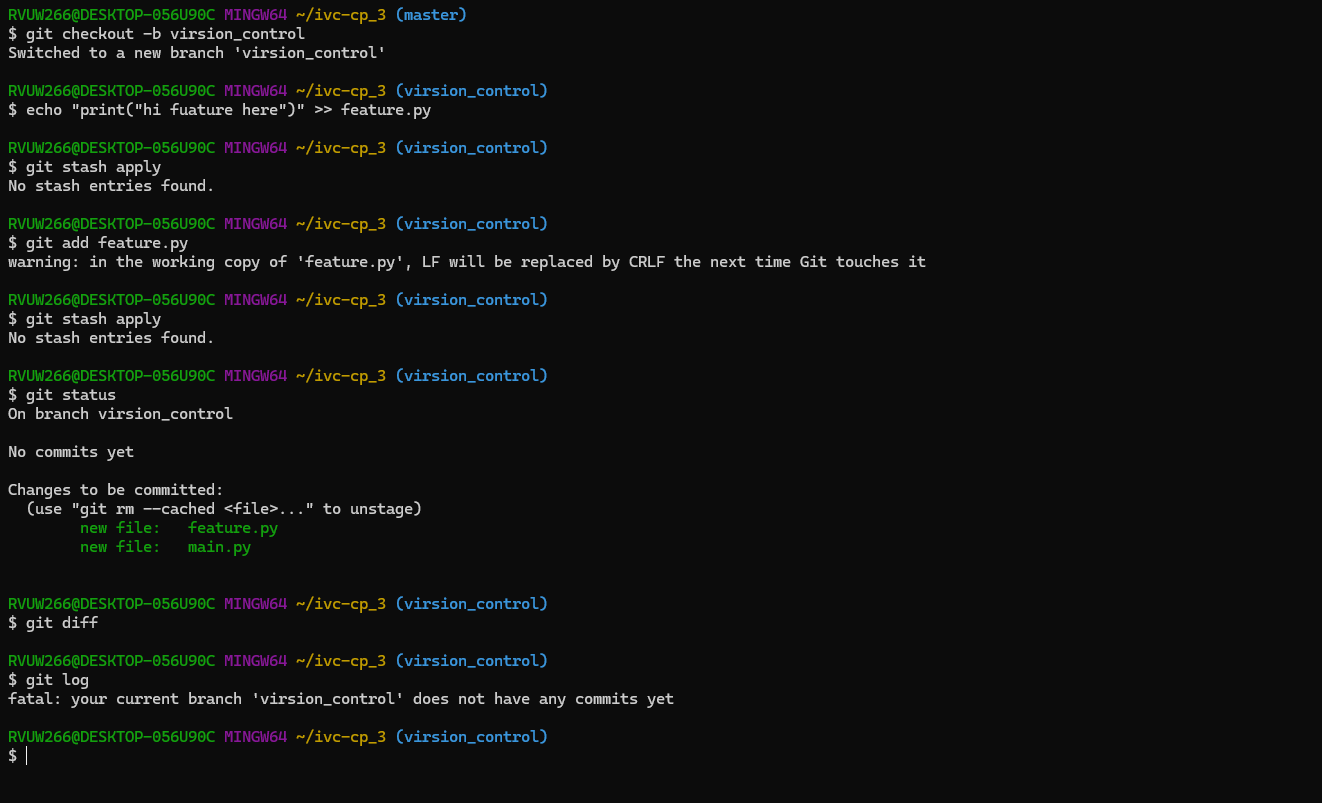 RVUW266@DESKTOP-056U90C MINGW64 ~/ivc-cp_3 (master)
$ git checkout -b virsion_control
Switched to a new branch 'virsion_control'
RVUW266@DESKTOP-056U90C MINGW64 ~/ivc-cp_3 (virsion_control)
$ echo "print("hi fuature here")" >> feature.py
RVUW266@DESKTOP-056U90C MINGW64 ~/ivc-cp_3 (virsion_control)
$ git stash apply
No stash entries found.
RVUW266@DESKTOP-056U90C MINGW64 ~/ivc-cp_3 (virsion_control)
$ git add feature.py
warning: in the working copy of 'feature.py', LF will be replaced by CRLF the next time Git touches it
RVUW266@DESKTOP-056U90C MINGW64 ~/ivc-cp_3 (virsion_control)
$ git stash apply
No stash entries found.
RVUW266@DESKTOP-056U90C MINGW64 ~/ivc-cp_3 (virsion_control)
$ git status
On branch virsion_control
No commits yet
Changes to be committed:
  (use "git rm --cached <file>..." to unstage)
        new file:   feature.py
        new file:   main.py
RVUW266@DESKTOP-056U90C MINGW64 ~/ivc-cp_3 (virsion_control)
$ git diff
RVUW266@DESKTOP-056U90C MINGW64 ~/ivc-cp_3 (virsion_control)
$ git log
fatal: your current branch 'virsion_control' does not have any commits yet
RVUW266@DESKTOP-056U90C MINGW64 ~/ivc-cp_3 (virsion_control)
$